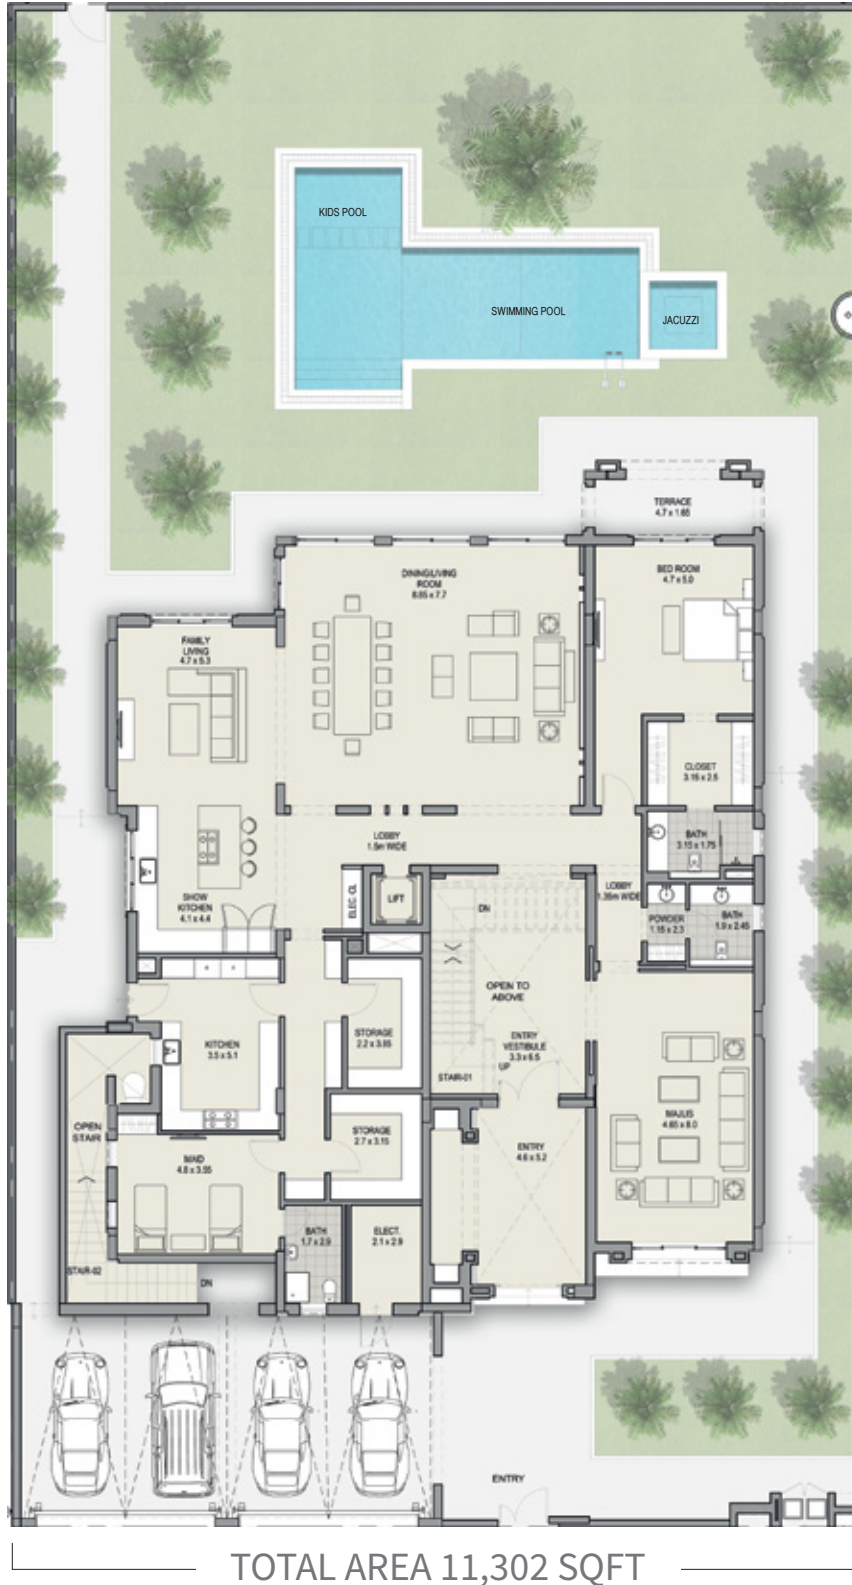 KIDS POOL
SWIMMING POOL
JACUZZI
TERRACE
4.7 x 1.65
DINING/LIVING
ROOM
8.85 x 7.7
BED ROOM
4.7 x 5.0
FAMILY
LIVING
4.7 x 5.3
CLOSET
3.15 x 2.5
LOBBY
1.5m WIDE
BATH
3.15 x 1.75
SHOW
KITCHEN
4.1 x 4.4
ELEC. CL
LIFT
DN
LOBBY
1.35m WIDE
POWDER
1.15 x 2.3
BATH
1.9 x 2.45
OPEN TO
ABOVE
KITCHEN
3.5 x 5.1
STORAGE
2.2 x 3.85
ENTRY
VESTIBULE
3.3 x 6.5
UP
STAIR-01
OPEN
STAIR
MAID
4.8 x 3.55
STORAGE
2.7 x 3.15
ENTRY
4.6 x 5.2
MAJLIS
4.65 x 8.0
BATH
1.7 x 2.9
ELECT.
2.1 x 2.9
STAIR-02
DN
ENTRY
TOTAL AREA 11,302 SQFT